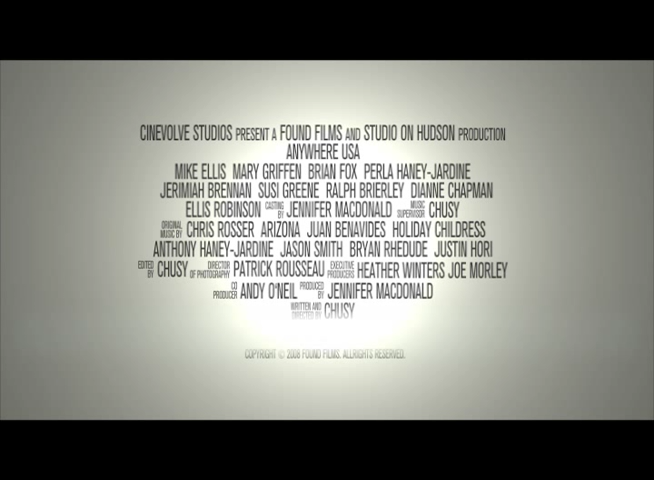 CINEVOLVE STUDIOS PRESENT A FOUND FILMS AND STUDIO ON HUDSON PRODUCTION
ANYWHERE USA
MIKE ELLIS MARY GRIFFEN BRIAN FOX PERLA HANEY-JARDINE
JERIMIAH BRENNAN SUSI GREENE RALPH BRIERLEY DIANNE CHAPMAN
ELLIS ROBINSON CASTING BY JENNIFER MACDONALD MUSIC SUPERVISOR CHUSY
ORIGINAL MUSIC BY CHRIS ROSSER ARIZONA JUAN BENAVIDES HOLIDAY CHILDRESS
ANTHONY HANEY-JARDINE JASON SMITH BRYAN RHEDUDE JUSTIN HORI
EDITED BY CHUSY DIRECTOR OF PHOTOGRAPHY PATRICK ROUSSEAU EXECUTIVE PRODUCERS HEATHER WINTERS JOE MORLEY
CO PRODUCER ANDY O'NEIL PRODUCED BY JENNIFER MACDONALD
WRITTEN AND DIRECTED BY CHUSY
COPYRIGHT © 2008 FOUND FILMS. ALLRIGHTS RESERVED.